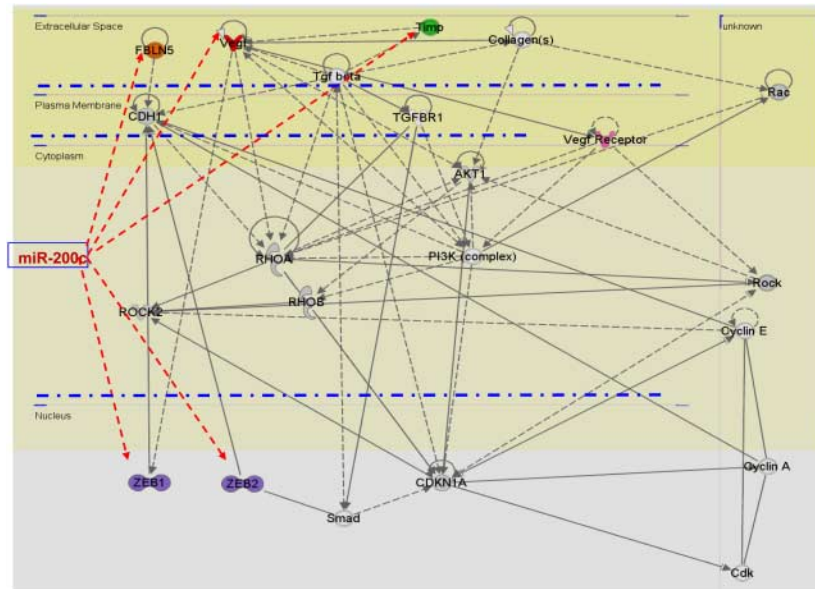 Extracellular Space
unknown
FBLN5
Vegf
Timp
Collagen(s)
Tgf beta
Rac
Plasma Membrane
CDH1
TGFBR1
Vegf Receptor
Cytoplasm
AKT1
miR-200c
RHOA
PI3K (complex)
RHOB
Rock
ROCK2
Cyclin E
Nucleus
ZEB1
ZEB2
CDKN1A
Cyclin A
Smad
Cdk